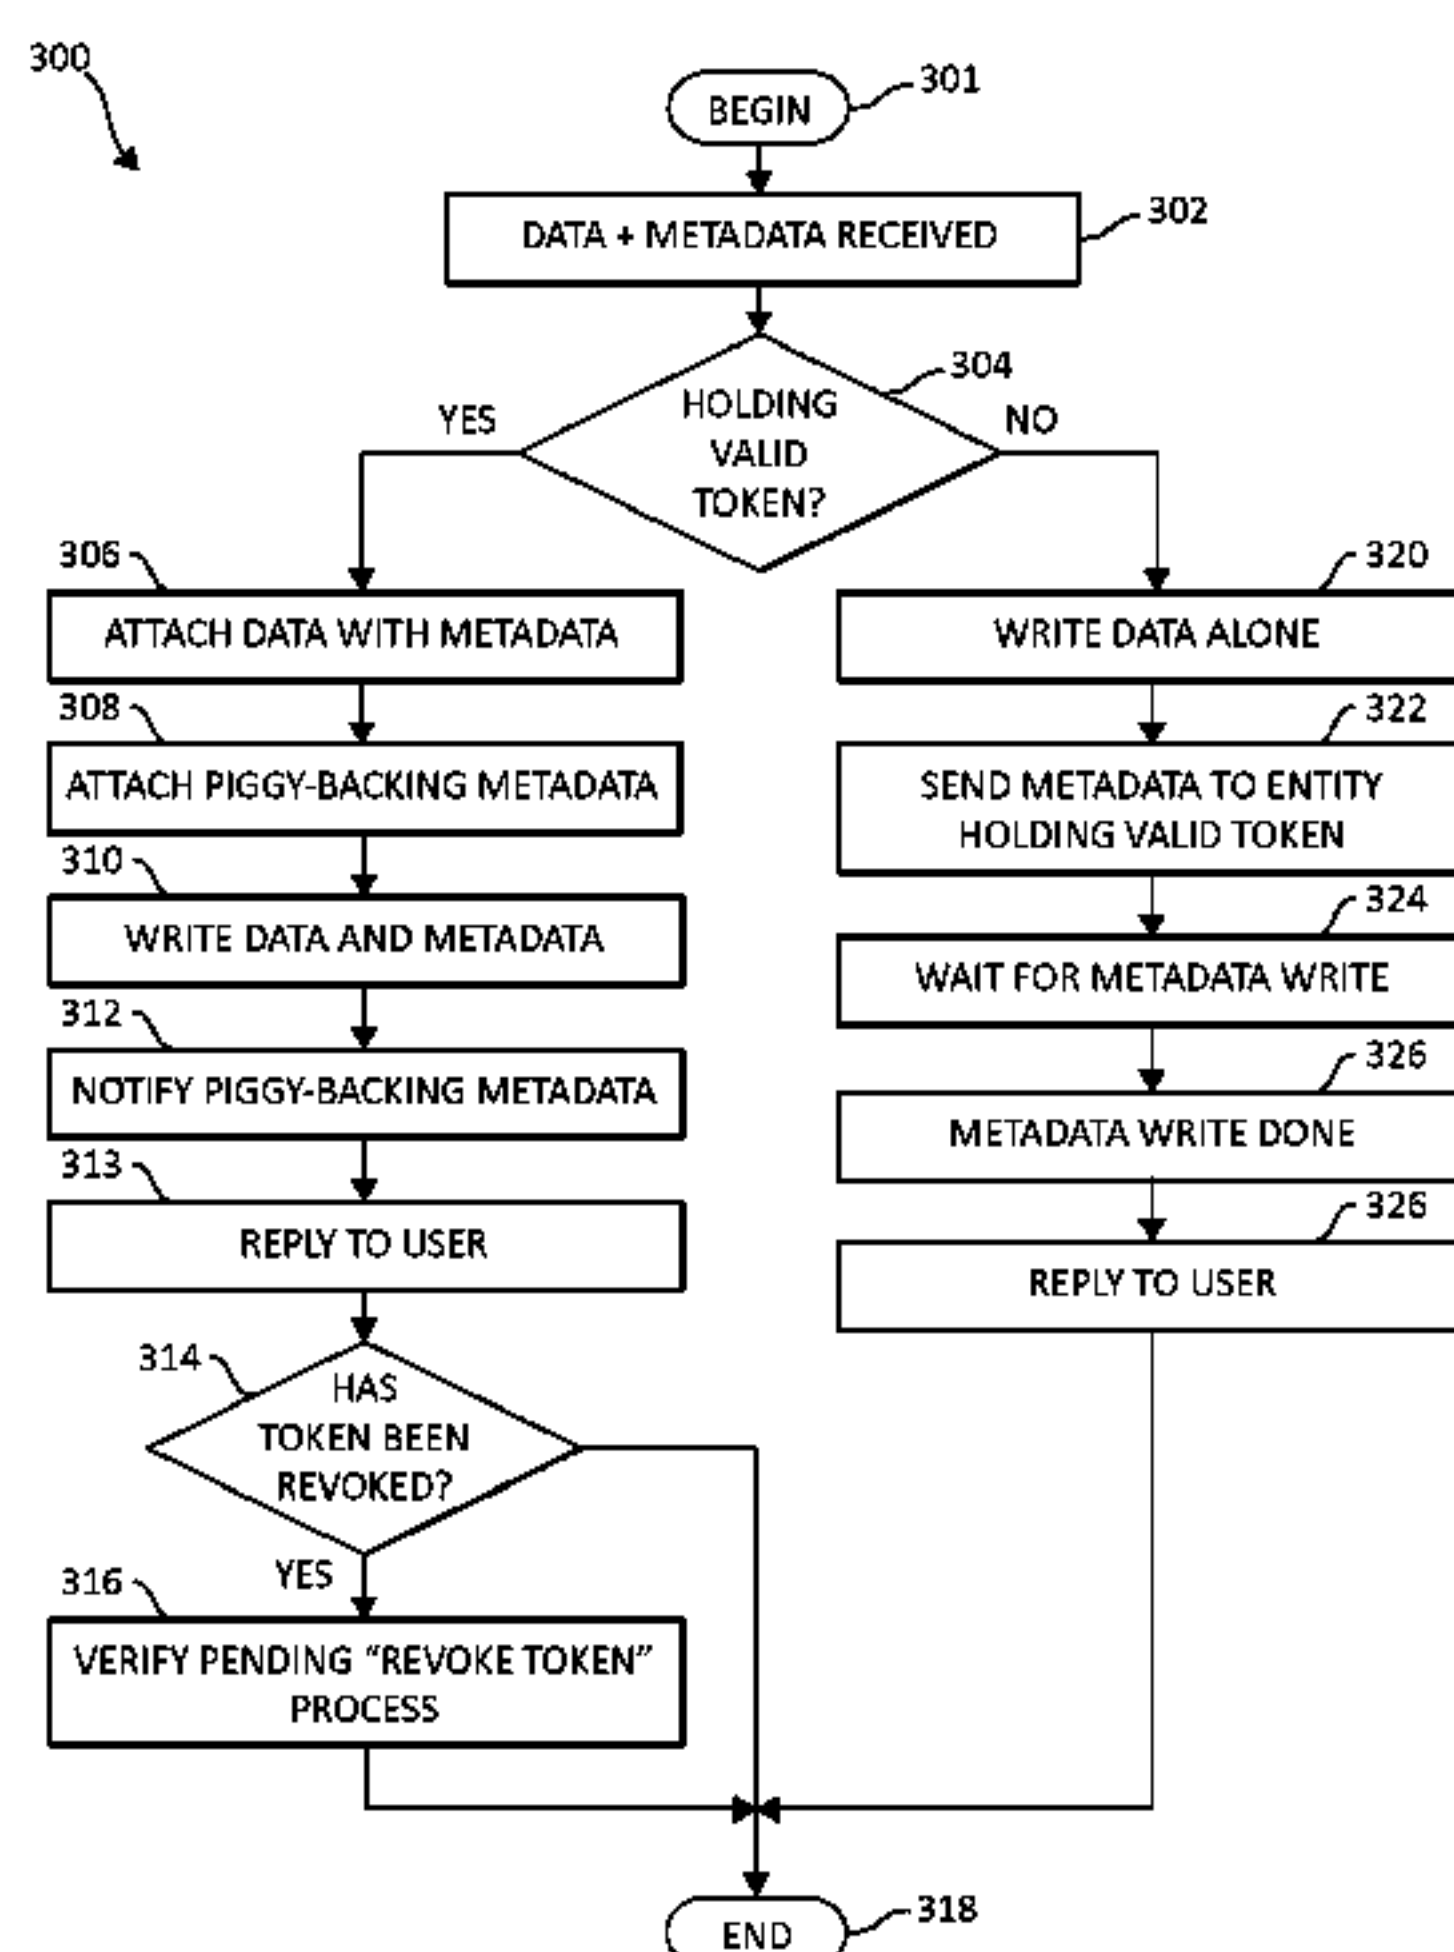 300
BEGIN
301
DATA + METADATA RECEIVED
302
HOLDING
VALID
TOKEN?
304
YES
NO
306
ATTACH DATA WITH METADATA
308
ATTACH PIGGY-BACKING METADATA
310
WRITE DATA AND METADATA
312
NOTIFY PIGGY-BACKING METADATA
313
REPLY TO USER
314
HAS
TOKEN BEEN
REVOKED?
YES
316
VERIFY PENDING “REVOKE TOKEN”
PROCESS
320
WRITE DATA ALONE
322
SEND METADATA TO ENTITY
HOLDING VALID TOKEN
324
WAIT FOR METADATA WRITE
326
METADATA WRITE DONE
326
REPLY TO USER
END
318